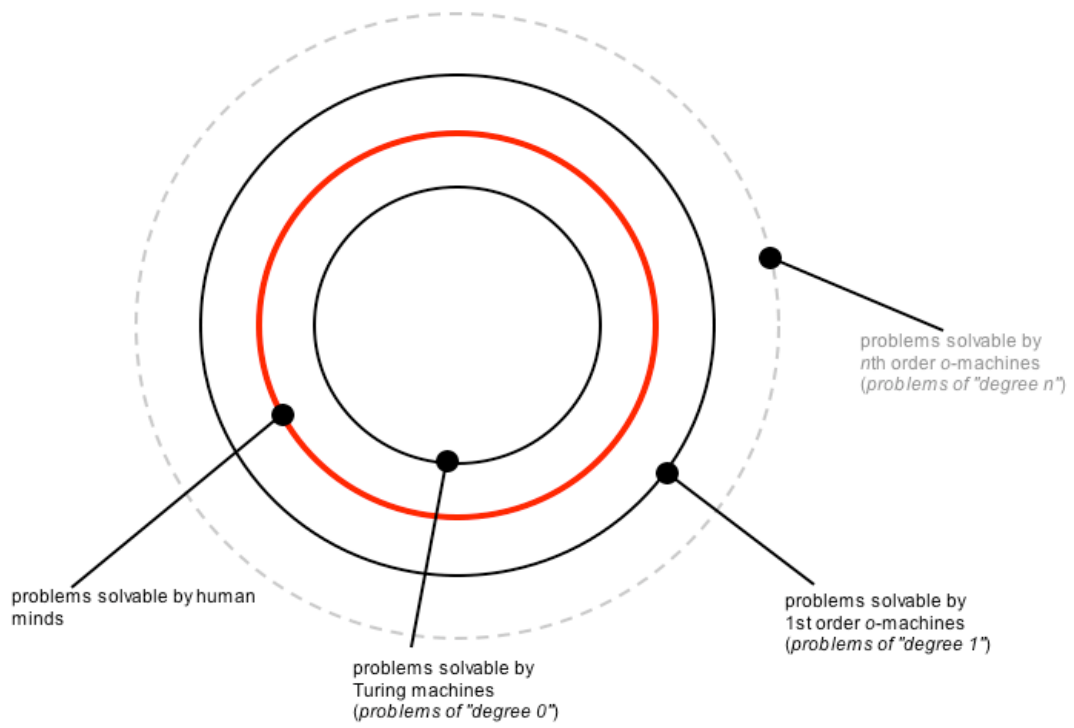 problems solvable by
nth order o-machines
(problems of "degree n")
problems solvable by human
minds
problems solvable by
1st order o-machines
(problems of "degree 1")
problems solvable by
Turing machines
(problems of "degree 0")